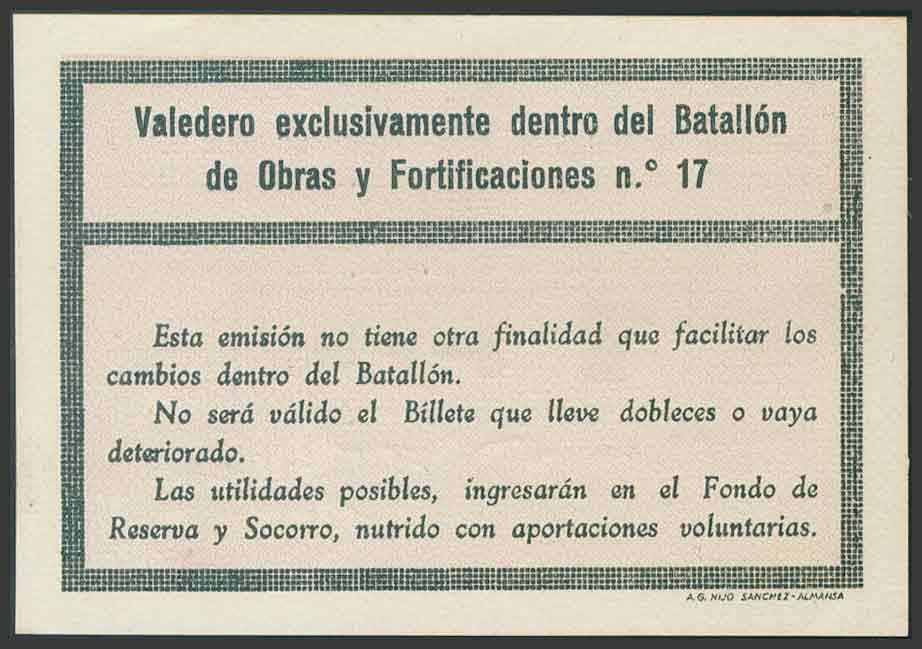 Valedero exclusivamente dentro del Batallón
de Obras y Fortificaciones n.° 17
Esta emisión no tiene otra finalidad que facilitar los
cambios dentro del Batallón.
No será válido el Billete que lleve dobleces o vaya
deteriorado.
Las utilidades posibles, ingresarán en el Fondo de
Reserva y Socorro, nutrido con aportaciones voluntarias.
A. G. HIJO SANCHEZ-ALMANSA